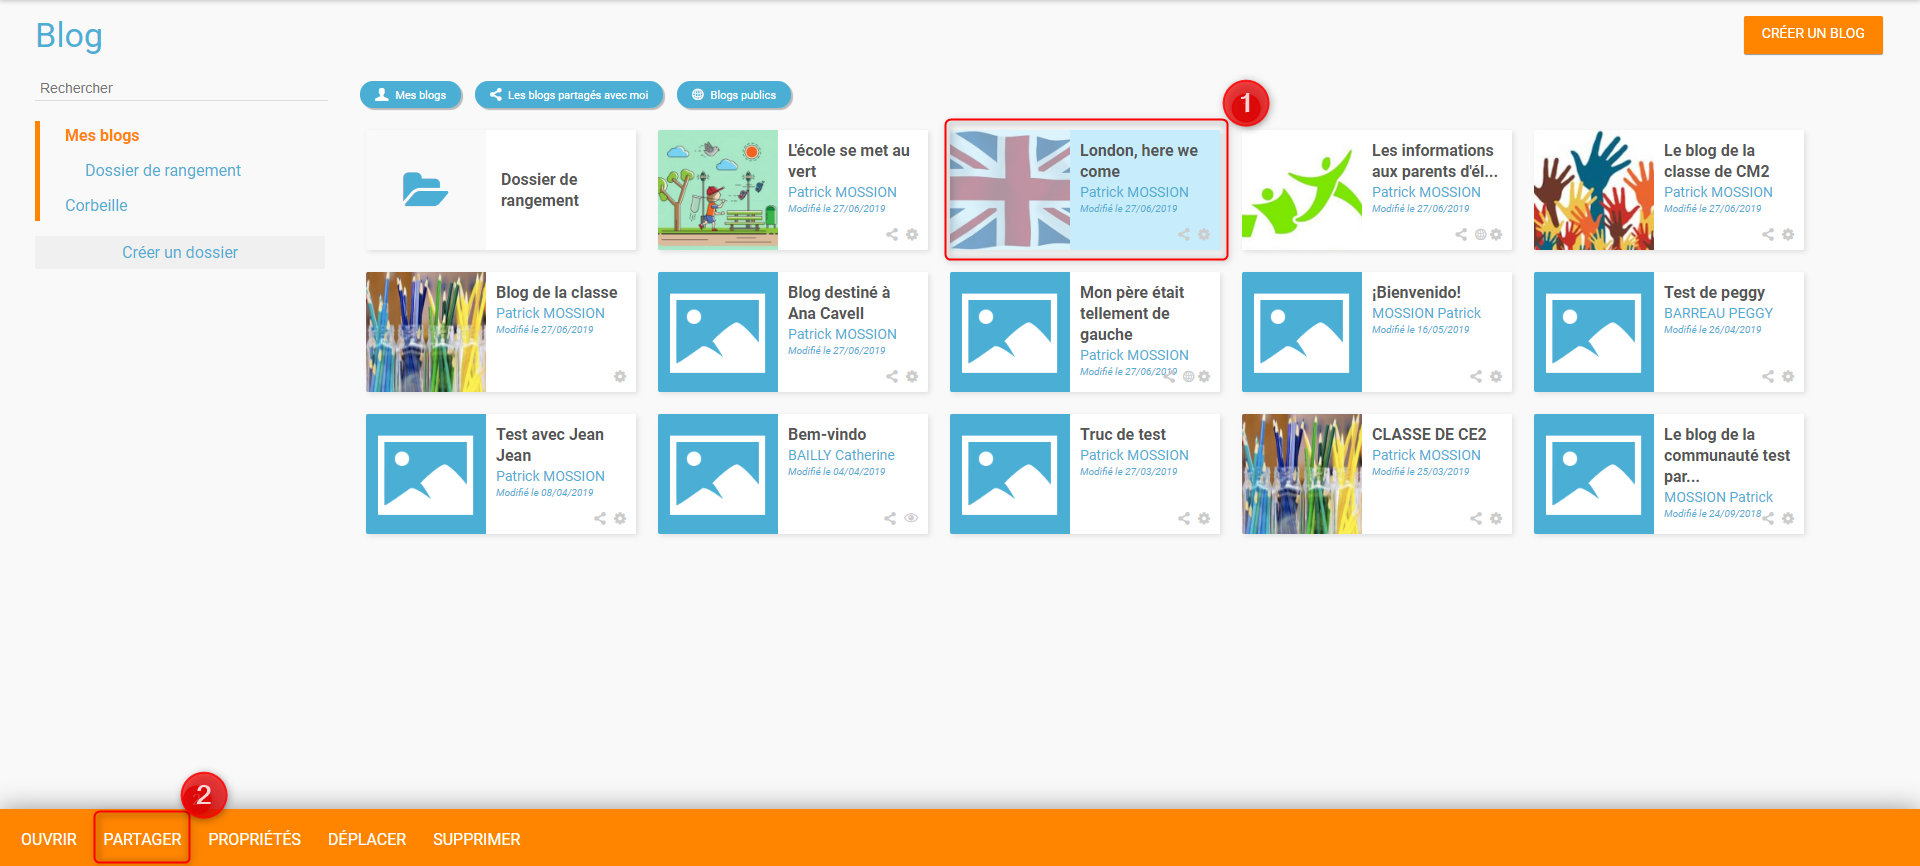 Blog
CRÉER UN BLOG
Rechercher
Mes blogs
Les blogs partagés avec moi
Blogs publics
1
Mes blogs
Dossier de rangement
Corbeille
Créer un dossier
Dossier de
rangement
L'école se met au
vert
Patrick MOSSION
Modifié le 27/06/2019
London, here we
come
Patrick MOSSION
Modifié le 27/06/2019
Les informations
aux parents d'él...
Patrick MOSSION
Modifié le 27/06/2019
Le blog de la
classe de CM2
Patrick MOSSION
Modifié le 27/06/2019
Blog de la classe
Patrick MOSSION
Modifié le 27/06/2019
Blog destiné à
Ana Cavell
Patrick MOSSION
Modifié le 27/06/2019
Mon père était
tellement de
gauche
Patrick MOSSION
Modifié le 27/06/2019
¡Bienvenido!
MOSSION Patrick
Modifié le 16/05/2019
Test de peggy
BARREAU PEGGY
Modifié le 26/04/2019
Test avec Jean
Jean
Patrick MOSSION
Modifié le 08/04/2019
Bem-vindo
BAILLY Catherine
Modifié le 04/04/2019
Truc de test
Patrick MOSSION
Modifié le 27/03/2019
CLASSE DE CE2
Patrick MOSSION
Modifié le 25/03/2019
Le blog de la
communauté test
par...
MOSSION Patrick
Modifié le 24/09/2018
2
OUVRIR PARTAGER PROPRIÉTÉS DÉPLACER SUPPRIMER